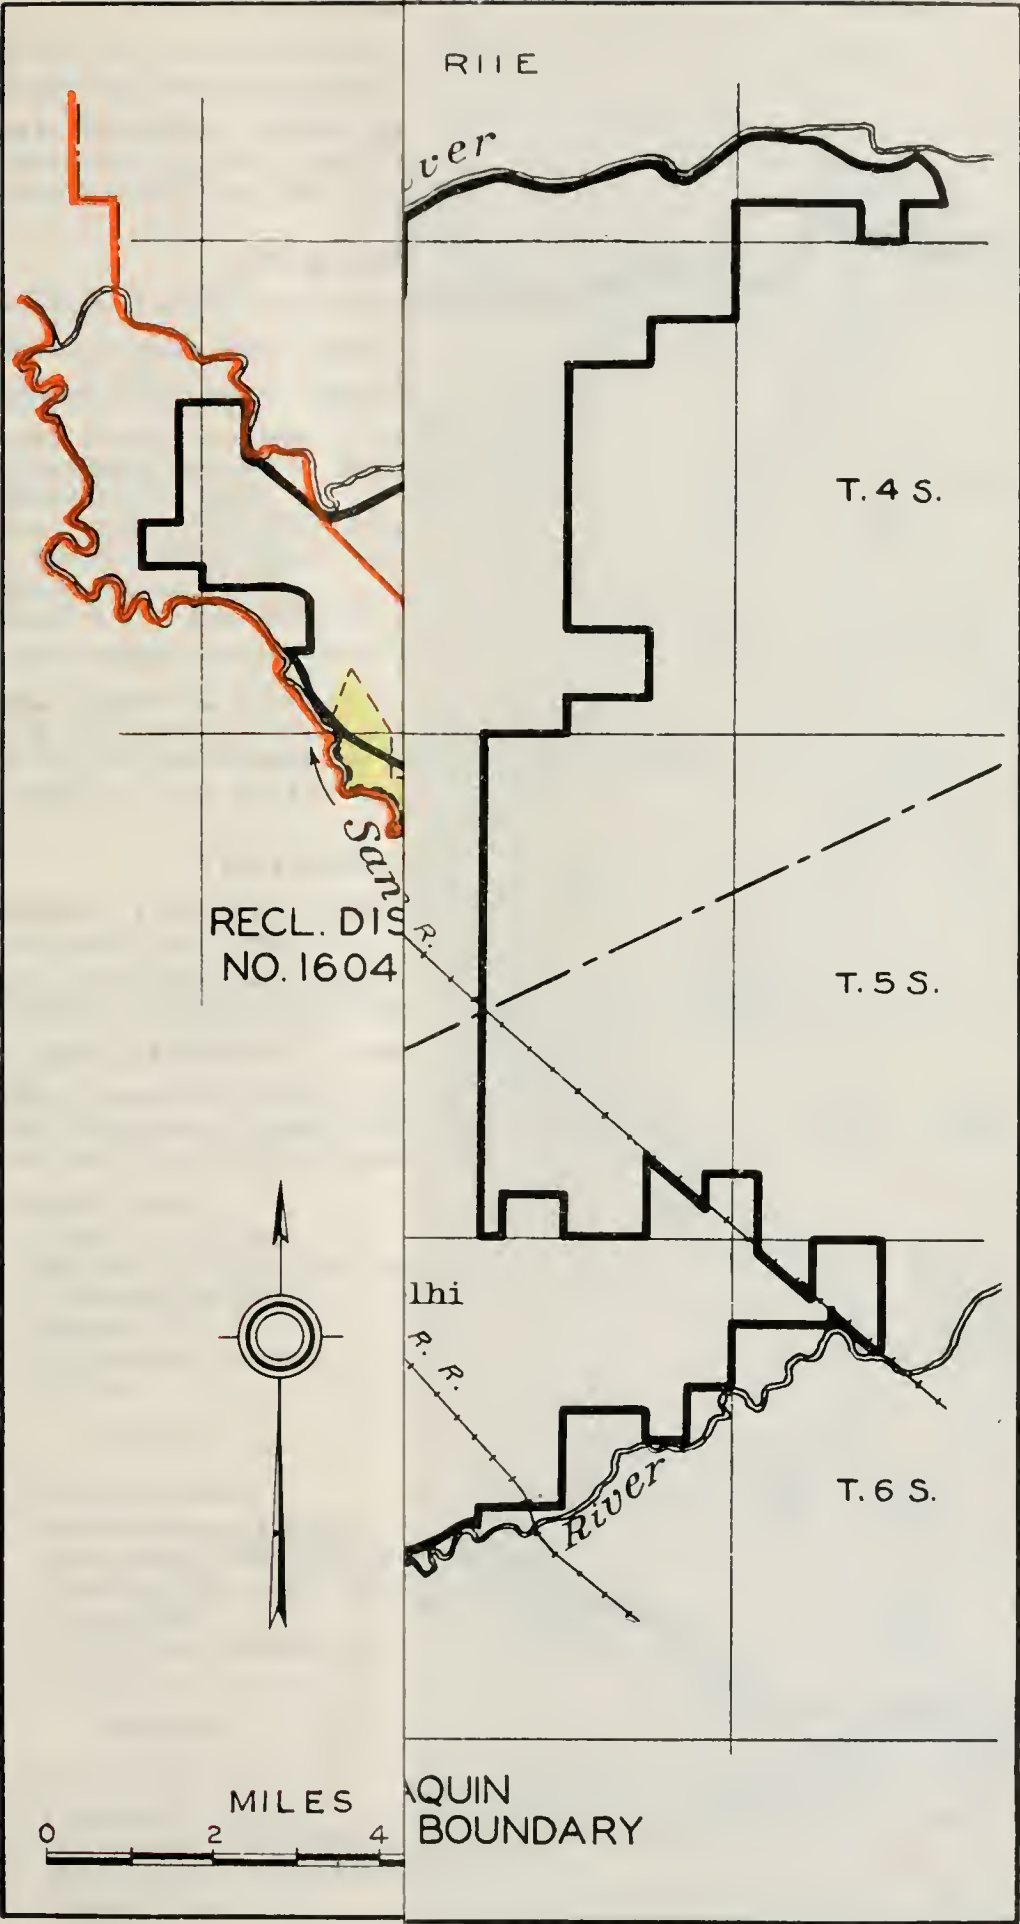 R11E
ver
T. 4 S.
San
RECL. DIS
R.
NO. 1604
T. 5 S.
lhi
R. R.
River
T. 6 S.
MILES
0 2 4
AQUIN
BOUNDARY